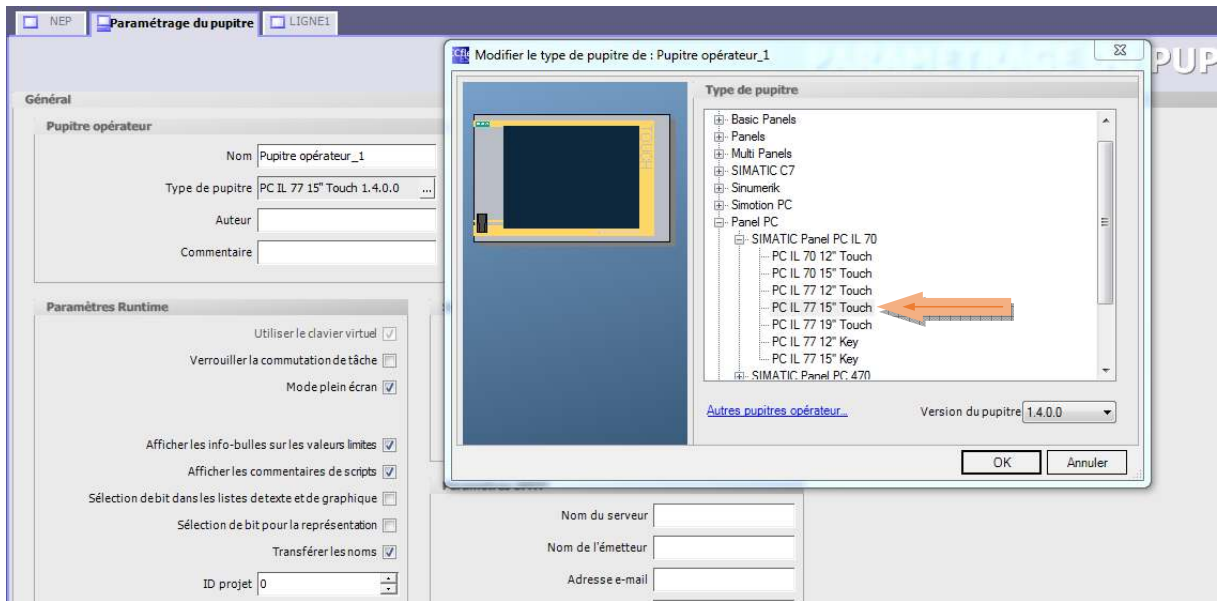 NEP
Paramétrage du pupitre
LIGNE1
Modifier le type de pupitre de : Pupitre opérateur_1
PUP
Général
Pupitre opérateur
Nom Pupitre opérateur_1
Type de pupitre PC IL 77 15" Touch 1.4.0.0 ...
Auteur
Commentaire
Paramètres Runtime
Utiliser le clavier virtuel
Verrouiller la commutation de tâche
Mode plein écran
Afficher les info-bulles sur les valeurs limites
Afficher les commentaires de scripts
Sélection de bit dans les listes de texte et de graphique
Sélection de bit pour la représentation
Transférer les noms
ID projet 0
TOUCH
Type de pupitre
Basic Panels
Panels
Multi Panels
SIMATIC C7
Sinumerik
Simotion PC
Panel PC
SIMATIC Panel PC IL 70
PC IL 70 12" Touch
PC IL 70 15" Touch
PC IL 77 12" Touch
PC IL 77 15" Touch
PC IL 77 19" Touch
PC IL 77 12" Key
PC IL 77 15" Key
SIMATIC Panel PC 470
Autres pupitres opérateur...
Version du pupitre 1.4.0.0
OK
Annuler
Nom du serveur
Nom de l'émetteur
Adresse e-mail